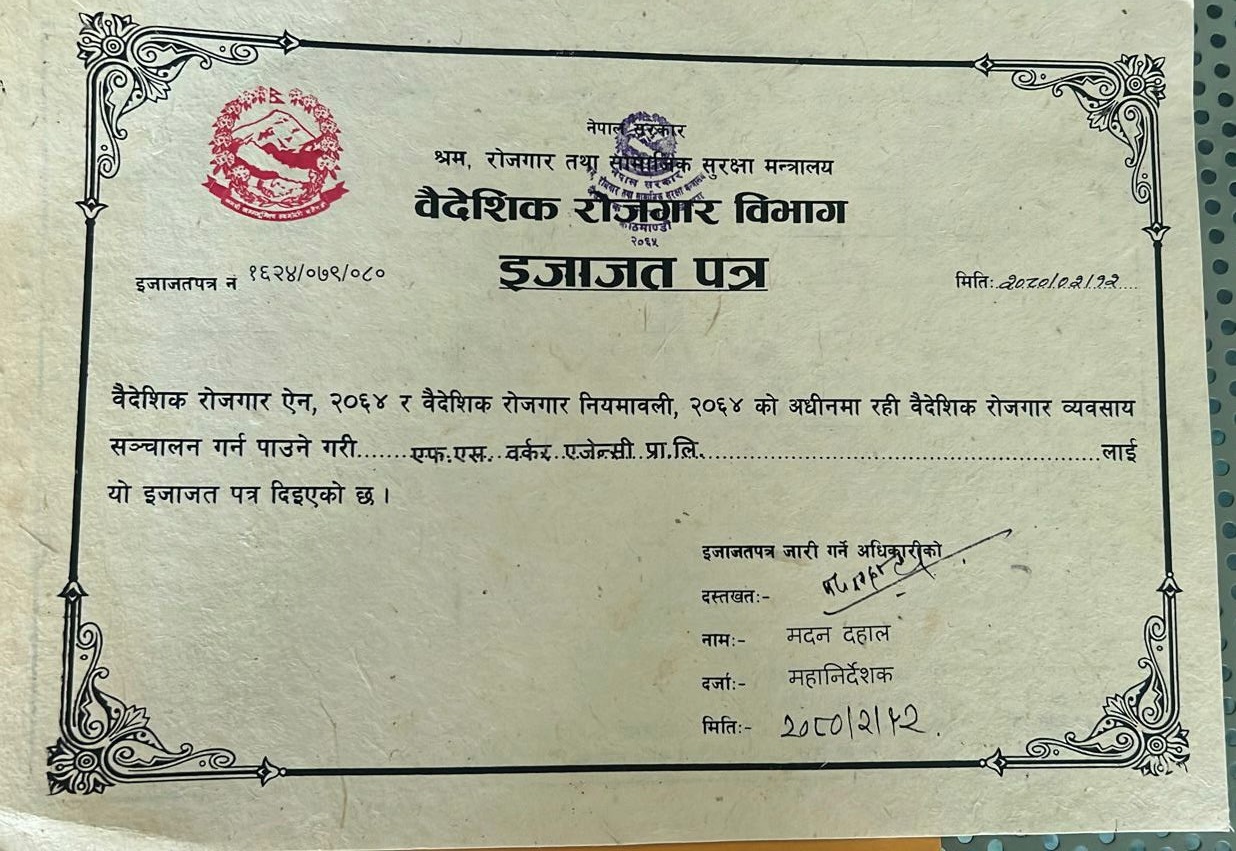 नेपाल सरकार
श्रम, रोजगार तथा सामाजिक सुरक्षा मन्त्रालय
वैदेशिक रोजगार विभाग
काठमाण्डौ
२०६५
इजाजत पत्र
इजाजतपत्र नं १६२४/०७९/०८०
मिति: २०८०/०२/१२
वैदेशिक रोजगार ऐन, २०६४ र वैदेशिक रोजगार नियमावली, २०६४ को अधीनमा रही वैदेशिक रोजगार व्यवसाय
सञ्चालन गर्न पाउने गरी......एफ.एस. वर्कर एजेन्सी प्रा.लि...........................................लाई
यो इजाजत पत्र दिइएको छ ।
इजाजतपत्र जारी गर्ने अधिकारीको
दस्तखत:-
नाम:- मदन दहाल
दर्जा:- महानिर्देशक
मिति:- २०८०/२/१२.